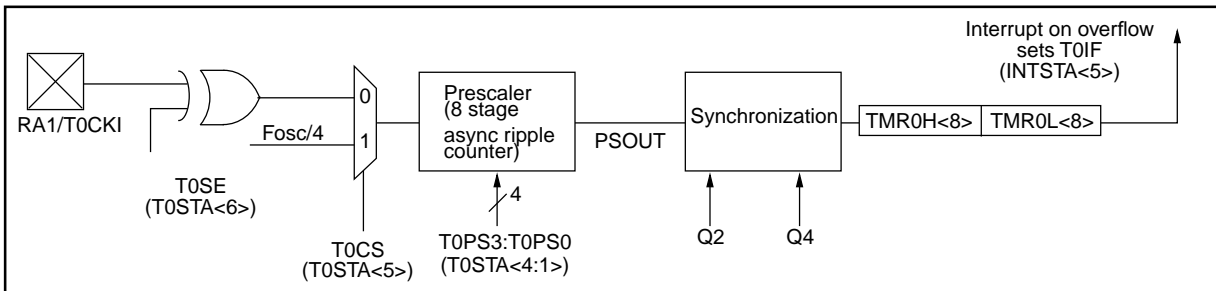 Interrupt on overflow
sets T0IF
(INTSTA<5>)
RA1/T0CKI
0
Fosc/4
1
Prescaler
(8 stage
async ripple
counter)
PSOUT
Synchronization
TMR0H<8>
TMR0L<8>
T0SE
(T0STA<6>)
4
T0CS
(T0STA<5>)
T0PS3:T0PS0
(T0STA<4:1>)
Q2
Q4